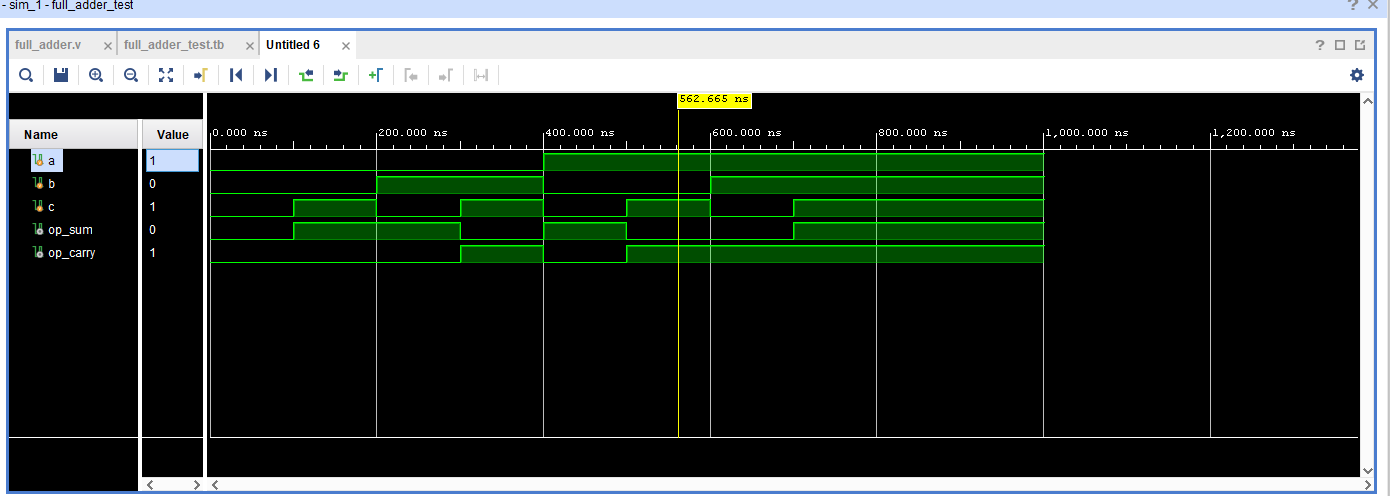 - sim_1 - full_adder_test ? ×
full_adder.v × full_adder_test.tb × Untitled 6 × ?
562.665 ns
Name Value 0.000 ns 200.000 ns 400.000 ns 600.000 ns 800.000 ns 1,000.000 ns 1,200.000 ns
a 1
b 0
c 1
op_sum 0
op_carry 1